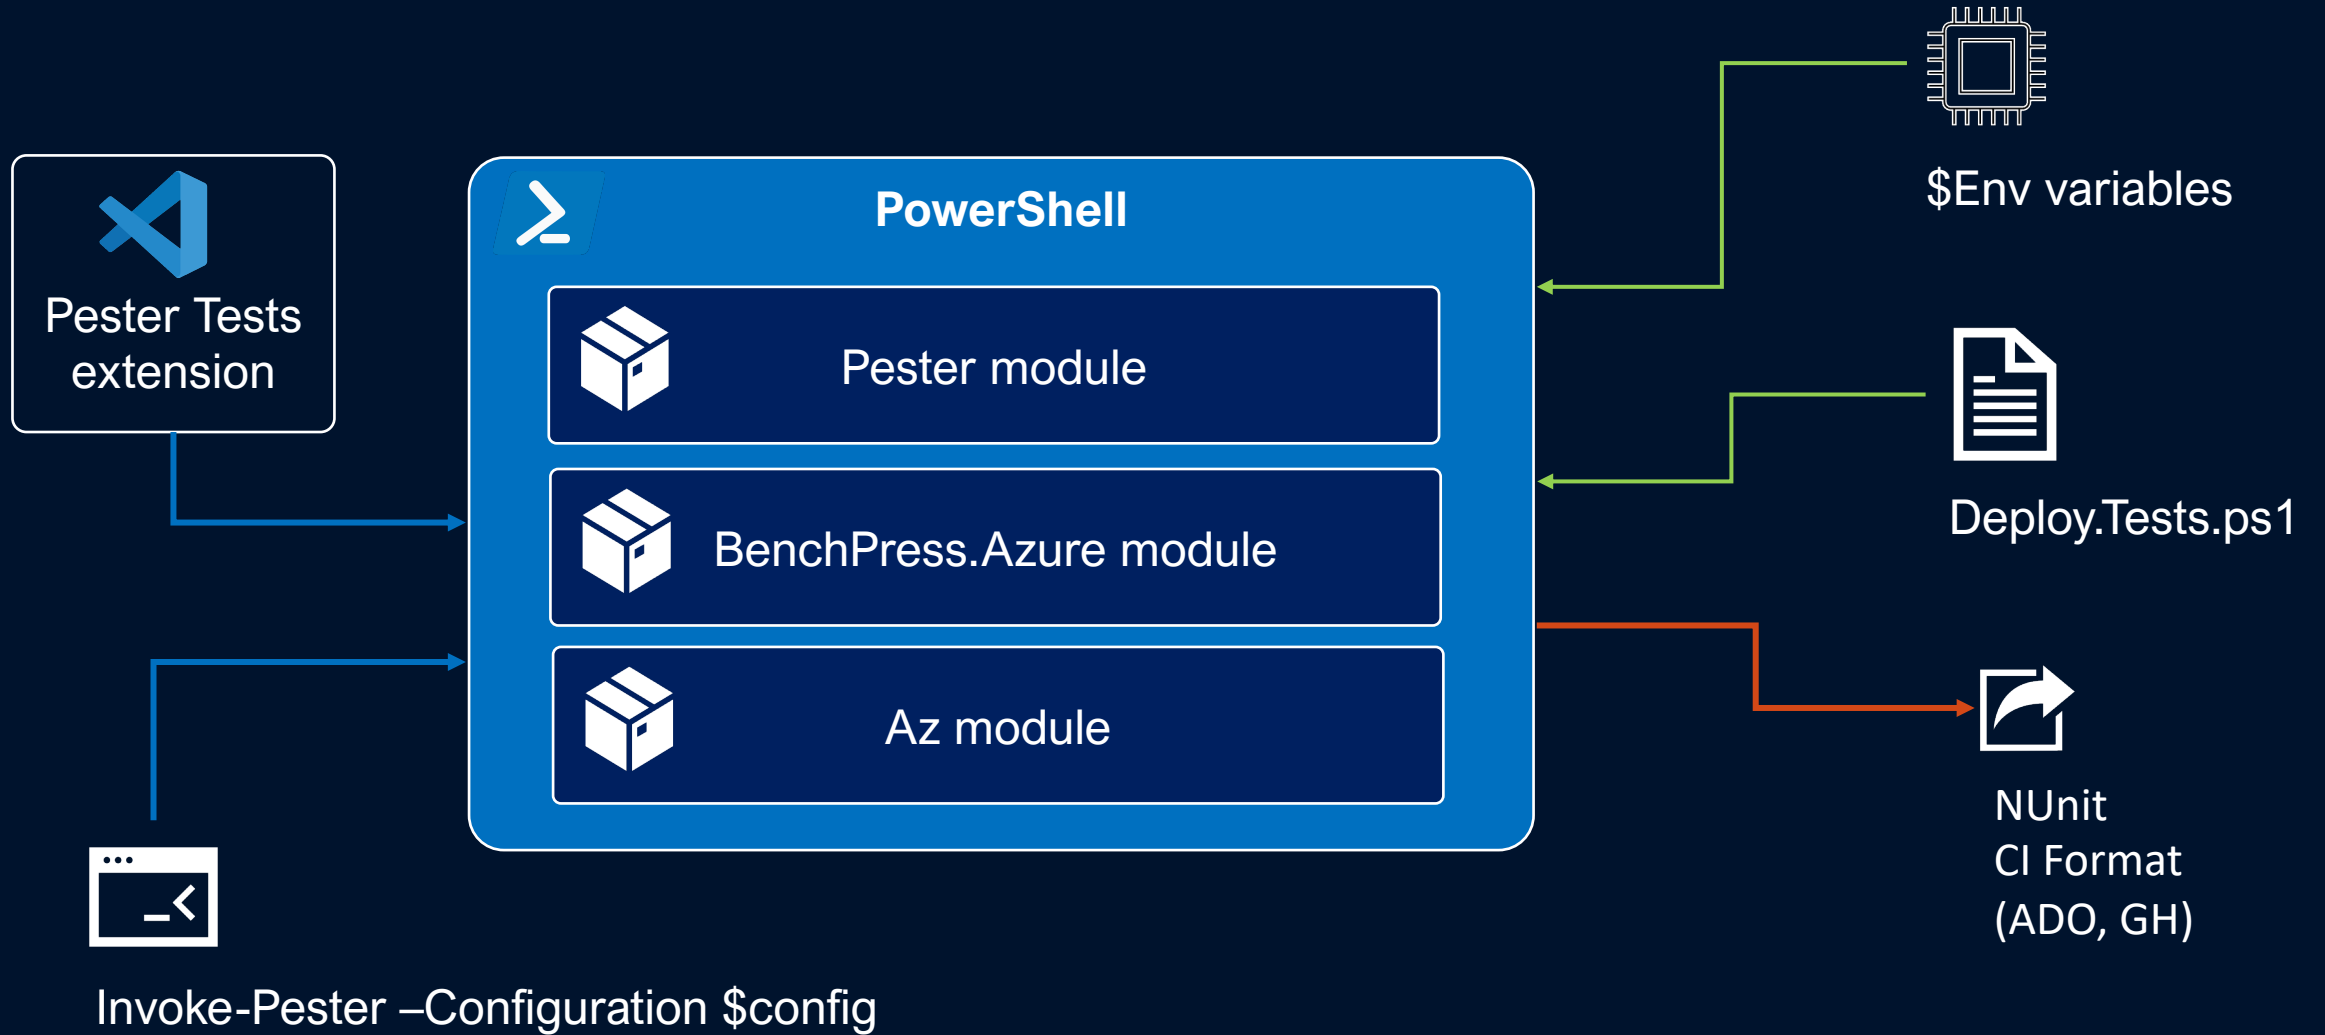 Pester Tests
extension
PowerShell
Pester module
BenchPress.Azure module
Az module
$Env variables
Deploy.Tests.ps1
NUnit
CI Format
(ADO, GH)
Invoke-Pester –Configuration $config